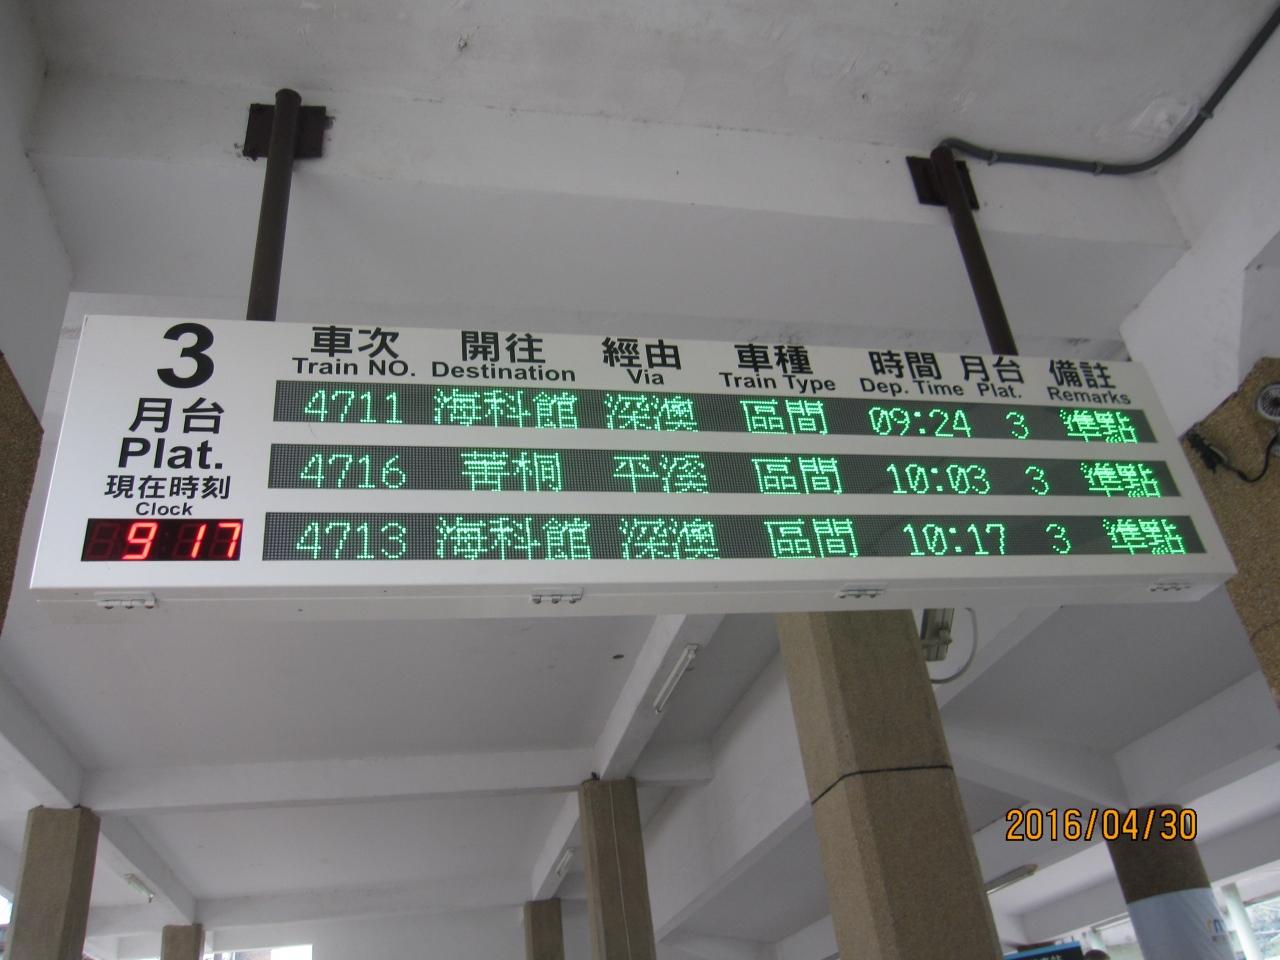 3
月台
Plat.
現在時刻
Clock
9 17
車次 開往 經由 車種 時間 月台 備註
Train NO. Destination Via Train Type Dep. Time Plat. Remarks
4711 海科館 深澳 區間 09:24 3 準點
4716 菁桐 平溪 區間 10:03 3 準點
4713 海科館 深澳 區間 10:17 3 準點
2016/04/30